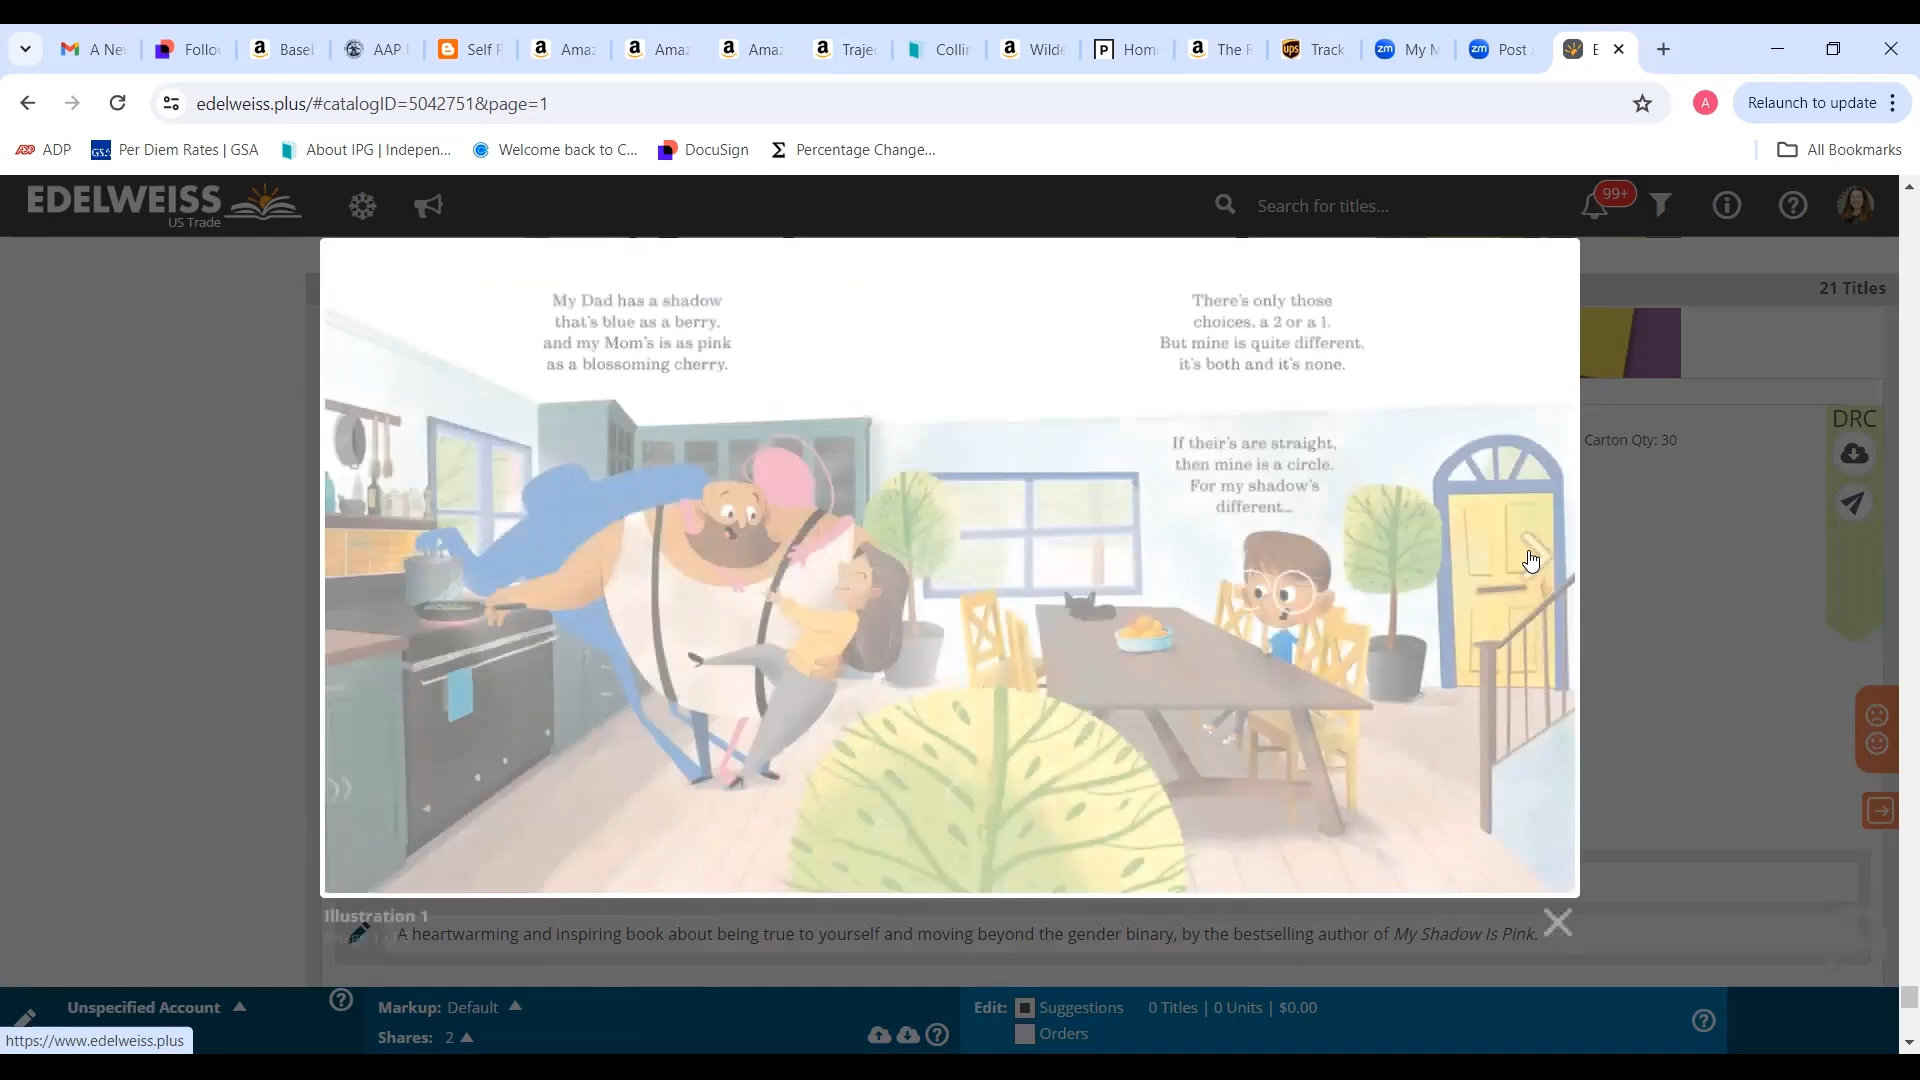 A Ne
Follo
Basel
AAP
Self P
Amaz
Amaz
Amaz
Traje
Collin
Wilde
Hom
The R
Track
My M
Post A
E
edelweiss.plus/#catalogID=5042751&page=1
A
Relaunch to update
ADP
Per Diem Rates | GSA
About IPG | Indepen...
Welcome back to C...
DocuSign
Percentage Change...
All Bookmarks
EDELWEISS
US Trade
Search for titles...
99+
21 Titles
My Dad has a shadow
that's blue as a berry,
and my Mom's is as pink
as a blossoming cherry.
There's only those
choices, a 2 or a 1.
But mine is quite different,
it's both and it's none.
If their's are straight,
then mine is a circle.
For my shadow's
different...
DRC
Carton Qty: 30
Illustration 1
A heartwarming and inspiring book about being true to yourself and moving beyond the gender binary, by the bestselling author of My Shadow Is Pink.
Unspecified Account
Markup: Default
Shares: 2
Edit: Suggestions 0 Titles | 0 Units | $0.00
Orders
https://www.edelweiss.plus